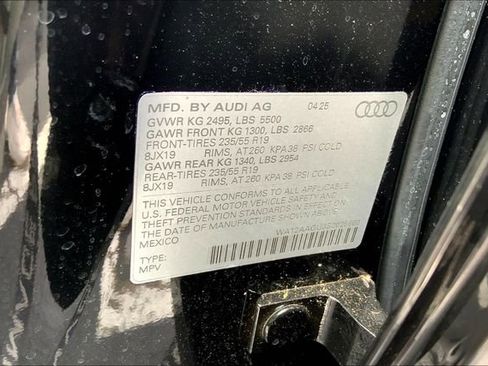 MFD. BY AUDI AG 04 25
GVWR KG 2495, LBS 5500
GAWR FRONT KG 1300, LBS 2866
FRONT-TIRES 235/55 R19
8JX19 RIMS, AT 260 KPA 38 PSI COLD
GAWR REAR KG 1340, LBS 2954
REAR-TIRES 235/55 R19
8JX19 RIMS, AT 260 KPA 38 PSI COLD
THIS VEHICLE CONFORMS TO ALL APPLICABLE
U.S. FEDERAL MOTOR VEHICLE SAFETY AND
THEFT PREVENTION STANDARDS IN EFFECT ON
THE DATE OF MANUFACTURE SHOWN ABOVE.
MEXICO
TYPE:
MPV